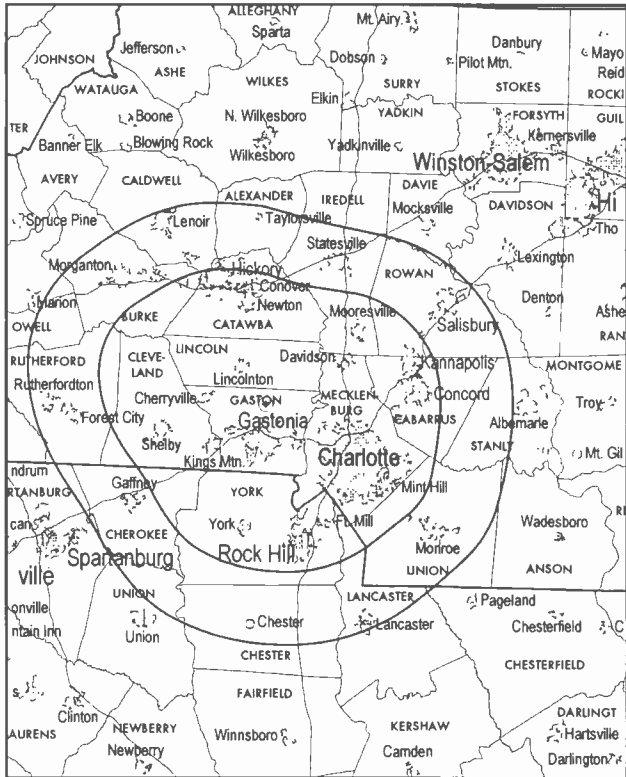 ALLEGHANY
Mt. Airy
Sparta
Jefferson
Danbury
Mayo
JOHNSON
ASHE
Dobson
Pilot Mtn.
Reid
WILKES
SURRY
STOKES
ROCKI
WATAUGA
Elkin
YADKIN
FORSYTH
GUIL
Boone
N. Wilkesboro
Kernersville
TER
Banner Elk
Blowing Rock
Wilkesboro
Yadkinville
Winston-Salem
AVERY
CALDWELL
ALEXANDER
IREDELL
DAVIE
DAVIDSON
Hi
Mocksville
Spruce Pine
Lenoir
Taylorsville
Tho
Statesville
Morganton
Hickory
ROWAN
Lexington
Conover
Marion
Newton
Denton
Ashe
OWELL
BURKE
CATAWBA
Mooresville
Salisbury
RAN
RUTHERFORD
CLEVE-
LAND
LINCOLN
Davidson
Kannapolis
MONTGOME
Rutherfordton
Lincolnton
Cherryville
GASTON
MECKLEN
BURG
Concord
CABARRUS
Albemarle
Troy
Forest City
Gastonia
Shelby
STANLY
Kings Mtn.
Charlotte
Mt. Gil
ndrum
RTANBURG
Gaffney
YORK
Mint Hill
can
CHEROKEE
York
Ft. Mill
Wadesboro
RI
Spartanburg
Rock Hill
Monroe
ville
UNION
ANSON
UNION
LANCASTER
Pageland
onville
ntain Inn
Union
Chester
Lancaster
Chesterfield
C
CHESTER
CHESTERFIELD
S
FAIRFIELD
Clinton
DARLINGT
AURENS
NEWBERRY
Winnsboro
KERSHAW
Hartsville
Newberry
Camden
Darlington